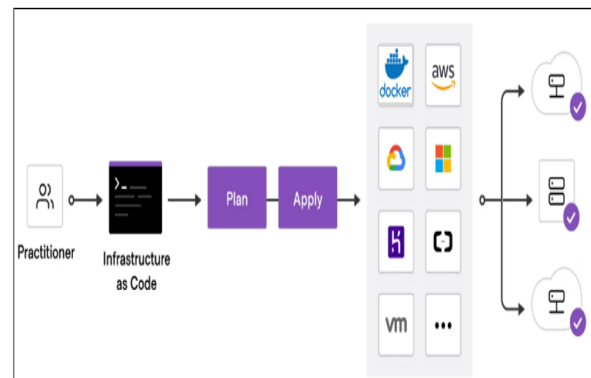 Practitioner
Infrastructure
as Code
Plan
Apply
docker
aws
vm